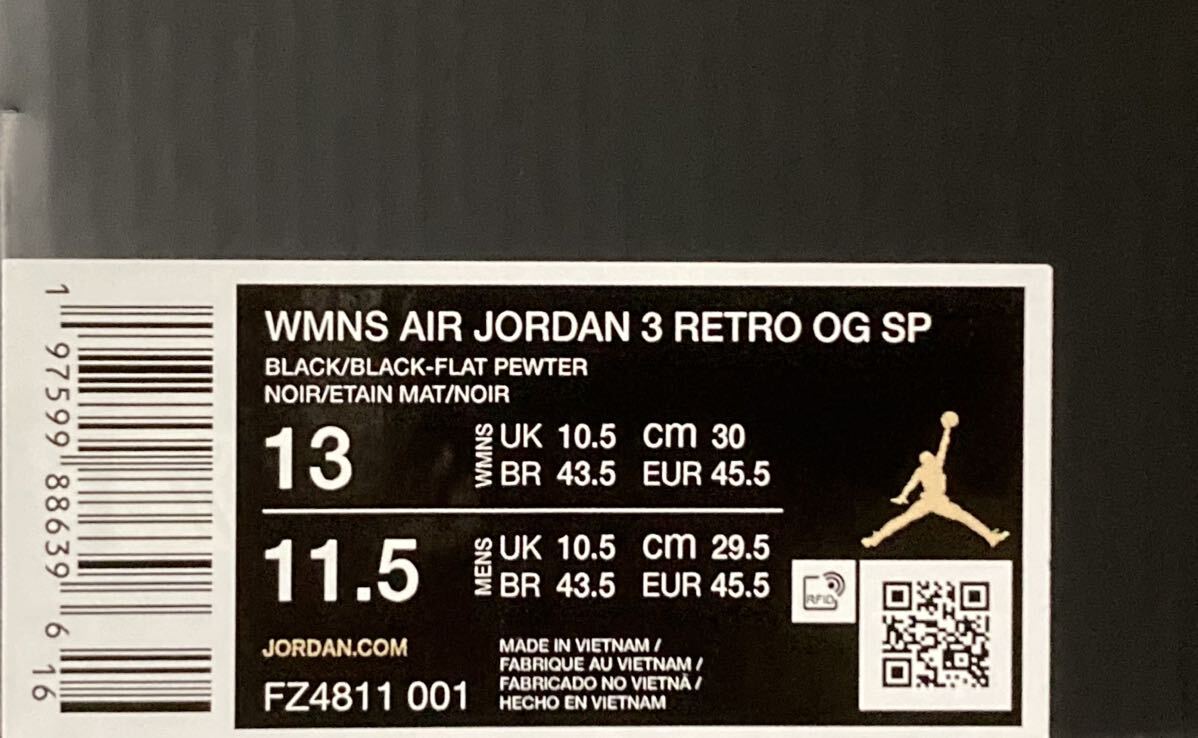 WMNS AIR JORDAN 3 RETRO OG SP
BLACK/BLACK-FLAT PEWTER
NOIR/ETAIN MAT/NOIR
13
WMNS
UK 10.5 cm 30
BR 43.5 EUR 45.5
11.5
MENS
UK 10.5 cm 29.5
BR 43.5 EUR 45.5
JORDAN.COM
FZ4811 001
MADE IN VIETNAM /
FABRIQUE AU VIETNAM /
FABRICADO NO VIETNÃ /
HECHO EN VIETNAM
RFID
1 97599 88639 6 16